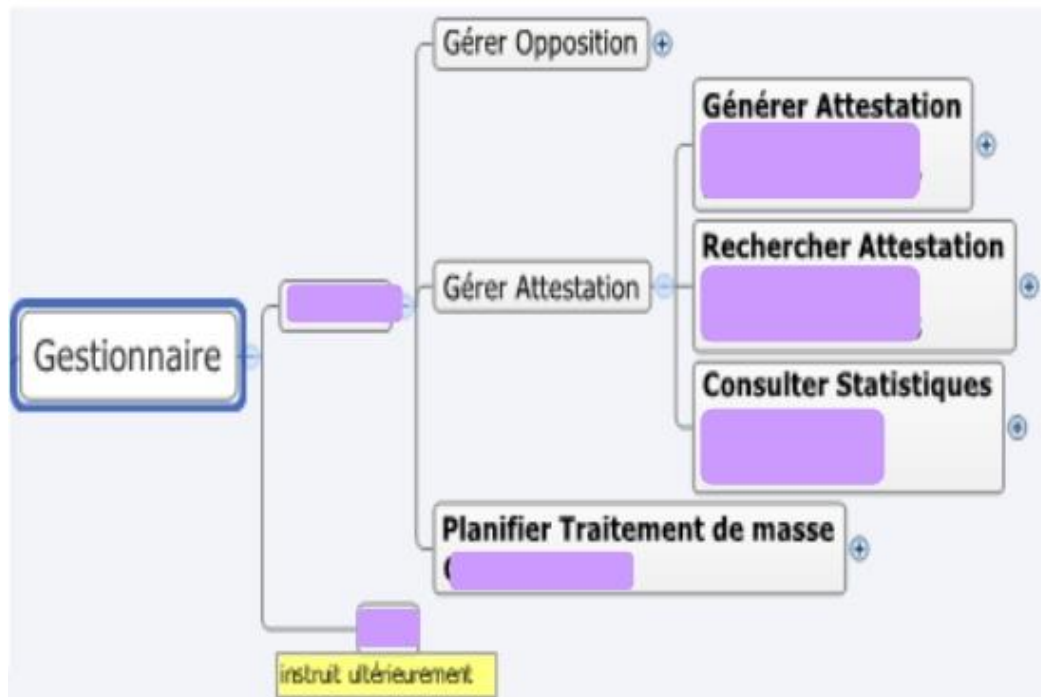 Gérer Opposition
Générer Attestation
Rechercher Attestation
Gérer Attestation
Gestionnaire
Consulter Statistiques
Planifier Traitement de masse
(
instruit ultérieurement